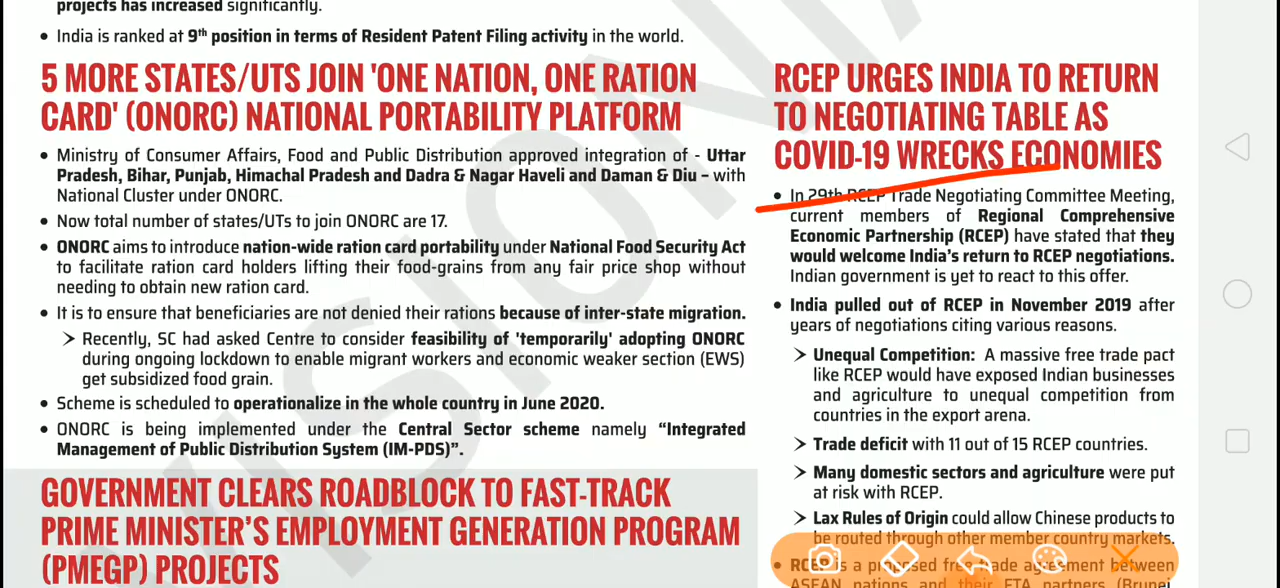 projects has increased significantly.
• India is ranked at 9th position in terms of Resident Patent Filing activity in the world.
5 MORE STATES/UTS JOIN 'ONE NATION, ONE RATION
CARD' (ONORC) NATIONAL PORTABILITY PLATFORM
• Ministry of Consumer Affairs, Food and Public Distribution approved integration of - Uttar
Pradesh, Bihar, Punjab, Himachal Pradesh and Dadra & Nagar Haveli and Daman & Diu – with
National Cluster under ONORC.
• Now total number of states/UTs to join ONORC are 17.
• ONORC aims to introduce nation-wide ration card portability under National Food Security Act
to facilitate ration card holders lifting their food-grains from any fair price shop without
needing to obtain new ration card.
• It is to ensure that beneficiaries are not denied their rations because of inter-state migration.
➢ Recently, SC had asked Centre to consider feasibility of 'temporarily' adopting ONORC
during ongoing lockdown to enable migrant workers and economic weaker section (EWS)
get subsidized food grain.
• Scheme is scheduled to operationalize in the whole country in June 2020.
• ONORC is being implemented under the Central Sector scheme namely “Integrated
Management of Public Distribution System (IM-PDS)”.
GOVERNMENT CLEARS ROADBLOCK TO FAST-TRACK
PRIME MINISTER’S EMPLOYMENT GENERATION PROGRAM
(PMEGP) PROJECTS
RCEP URGES INDIA TO RETURN
TO NEGOTIATING TABLE AS
COVID-19 WRECKS ECONOMIES
• In 29th RCEP Trade Negotiating Committee Meeting,
current members of Regional Comprehensive
Economic Partnership (RCEP) have stated that they
would welcome India’s return to RCEP negotiations.
Indian government is yet to react to this offer.
• India pulled out of RCEP in November 2019 after
years of negotiations citing various reasons.
➢ Unequal Competition: A massive free trade pact
like RCEP would have exposed Indian businesses
and agriculture to unequal competition from
countries in the export arena.
➢ Trade deficit with 11 out of 15 RCEP countries.
➢ Many domestic sectors and agriculture were put
at risk with RCEP.
➢ Lax Rules of Origin could allow Chinese products to
be routed through other member country markets.
• RCEP is a proposed free trade agreement between
ASEAN nations and their FTA partners (Brunei,
VISION IA